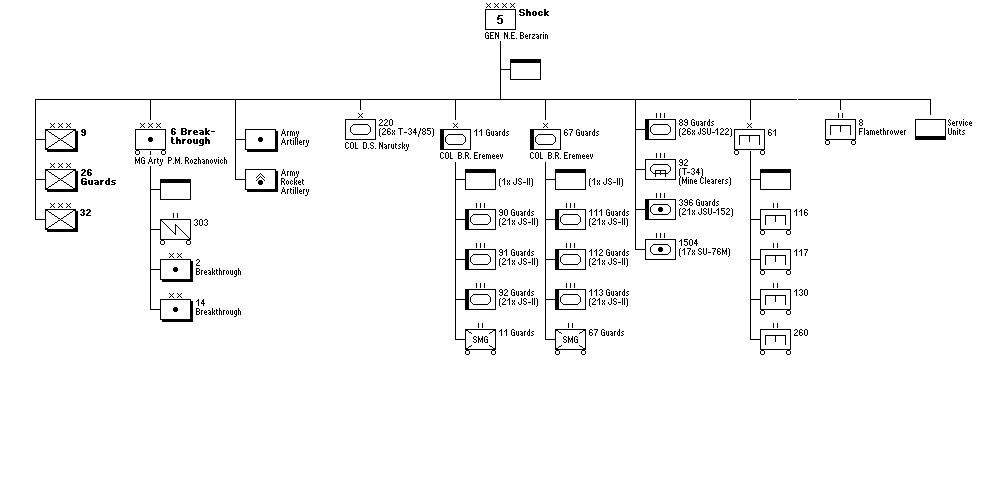 XXXX
Shock
5
GEN N.E. Berzarin
XXX
9
XXX
26
Guards
XXX
32
XXX
6 Break-
through
MG Arty P.M. Rozhanovich
II
303
XX
2
Breakthrough
XX
14
Breakthrough
Army
Artillery
Army
Rocket
Artillery
X
220
(26x T-34/85)
COL D.S. Narutsky
X
11 Guards
COL B.R. Eremeev
(1x JS-II)
III
90 Guards
(21x JS-II)
III
91 Guards
(21x JS-II)
III
92 Guards
(21x JS-II)
II
SMG
11 Guards
X
67 Guards
COL B.R. Eremeev
(1x JS-II)
III
111 Guards
(21x JS-II)
III
112 Guards
(21x JS-II)
III
113 Guards
(21x JS-II)
II
SMG
67 Guards
III
89 Guards
(26x JSU-122)
III
92
(T-34)
(Mine Clearers)
III
396 Guards
(21x JSU-152)
III
1504
(17x SU-76M)
X
61
II
116
II
117
II
130
II
260
II
8
Flamethrower
Service
Units